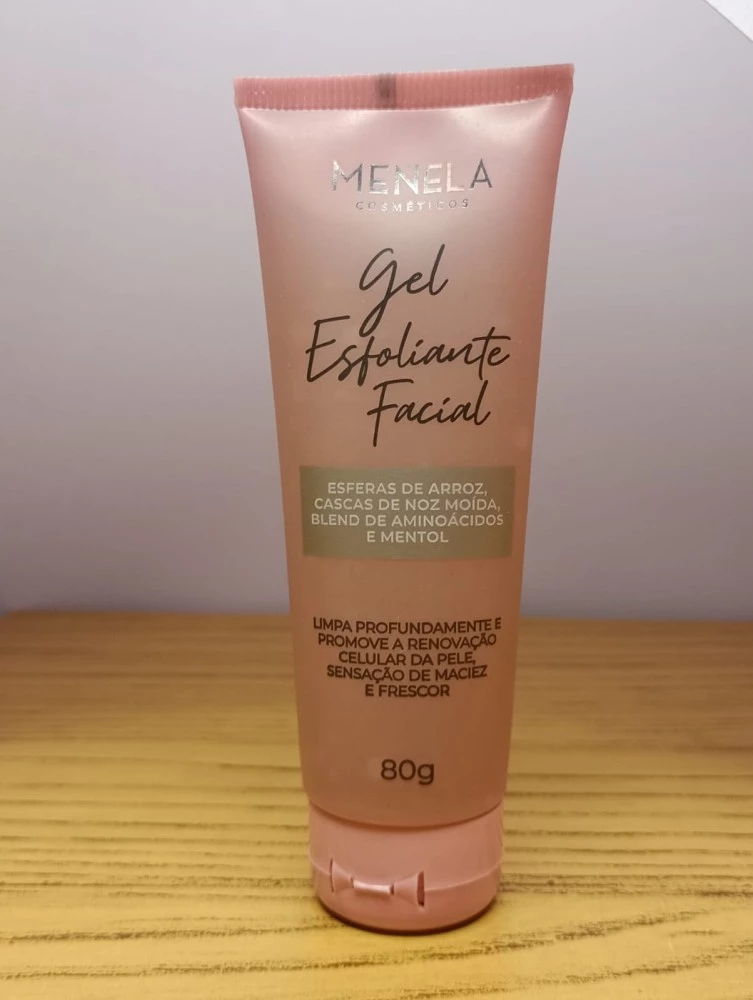 MENELA
COSMÉTICOS
Gel
Esfoliante
Facial
ESFERAS DE ARROZ,
CASCAS DE NOZ MOÍDA,
BLEND DE AMINOÁCIDOS
E MENTOL
LIMPA PROFUNDAMENTE E
PROMOVE A RENOVAÇÃO
CELULAR DA PELE,
SENSAÇÃO DE MACIEZ
E FRESCOR
80g